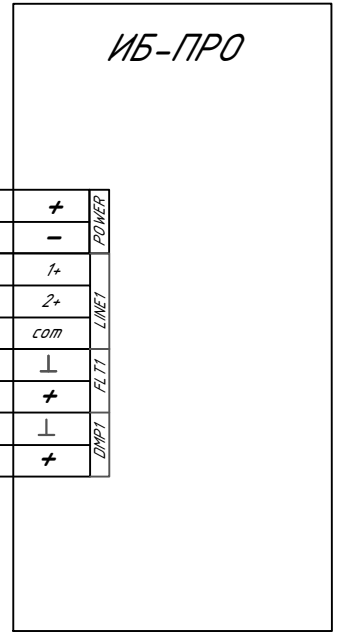 ИБ-ПРО
+
POWER
-
1+
2+
LINE1
com
⊥
FLT1
+
⊥
DMP1
+